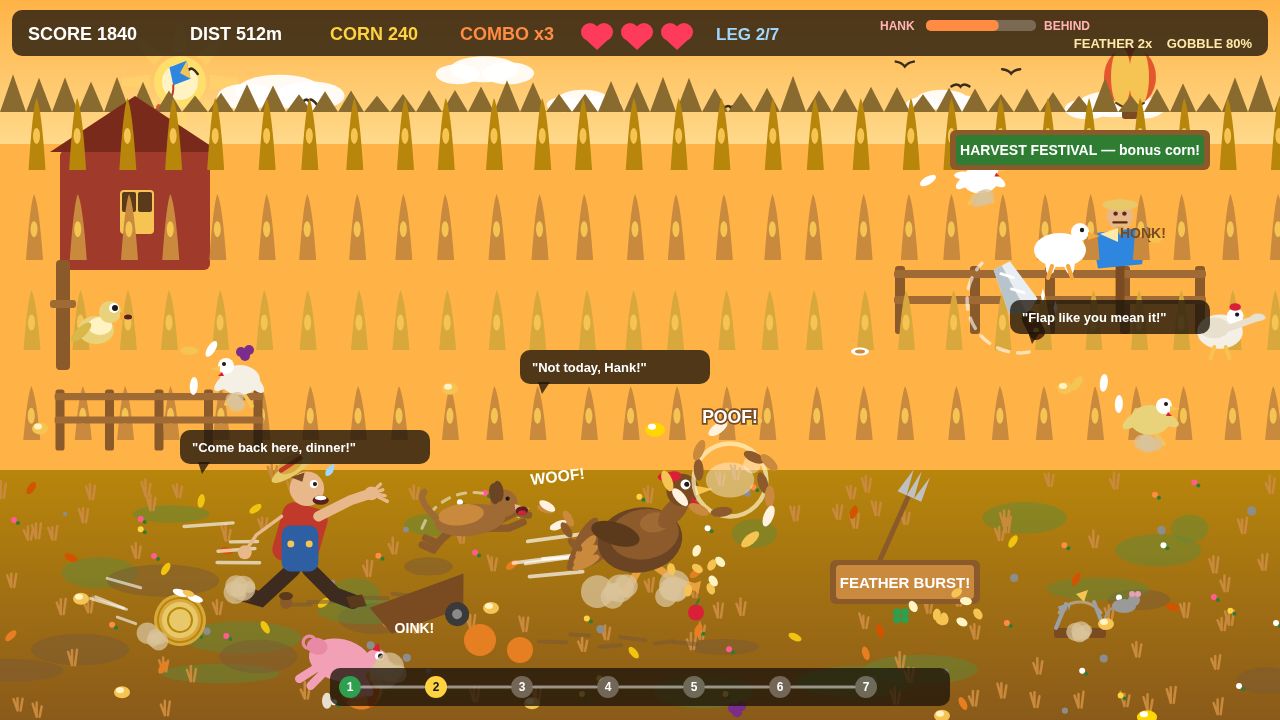 SCORE 1840 DIST 512m CORN 240 COMBO x3 LEG 2/7 HANK BEHIND
FEATHER 2x GOBBLE 80%
HARVEST FESTIVAL — bonus corn!
HONK!
"Flap like you mean it!"
"Not today, Hank!"
POOF!
"Come back here, dinner!"
WOOF!
FEATHER BURST!
OINK!
1 2 3 4 5 6 7